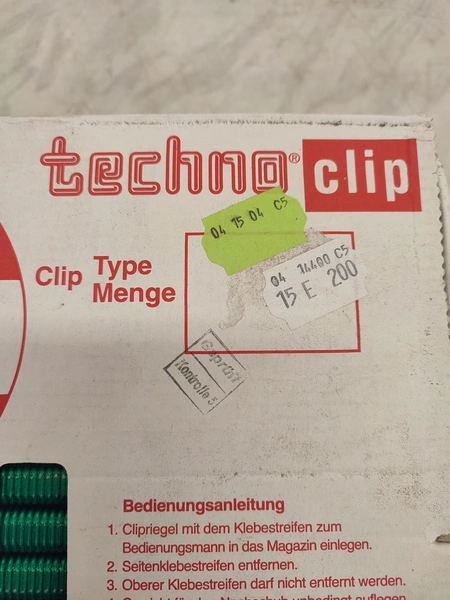 techno® clip
04 15 04 C5
Clip Type
Menge
04 14400 C5
15 E 200
Geprüft
Kontrolle 3
Bedienungsanleitung
1. Clipriegel mit dem Klebestreifen zum
Bedienungsmann in das Magazin einlegen.
2. Seitenklebestreifen entfernen.
3. Oberer Klebestreifen darf nicht entfernt werden.